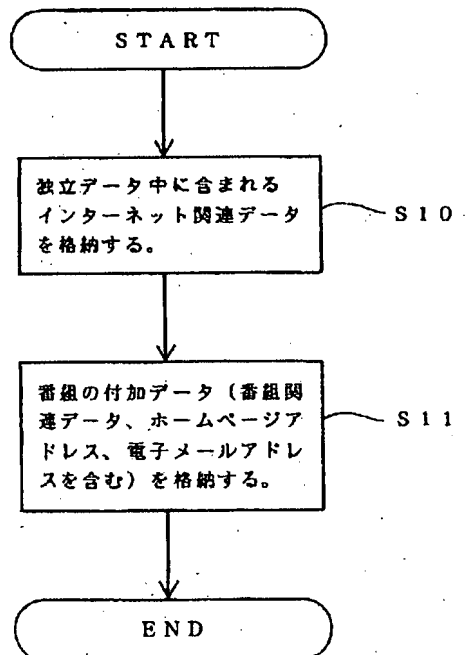 START
独立データ中に含まれる
インターネット関連データ
を格納する。
S10
番組の付加データ(番組関
連データ、ホームページア
ドレス、電子メールアドレ
スを含む)を格納する。
S11
END